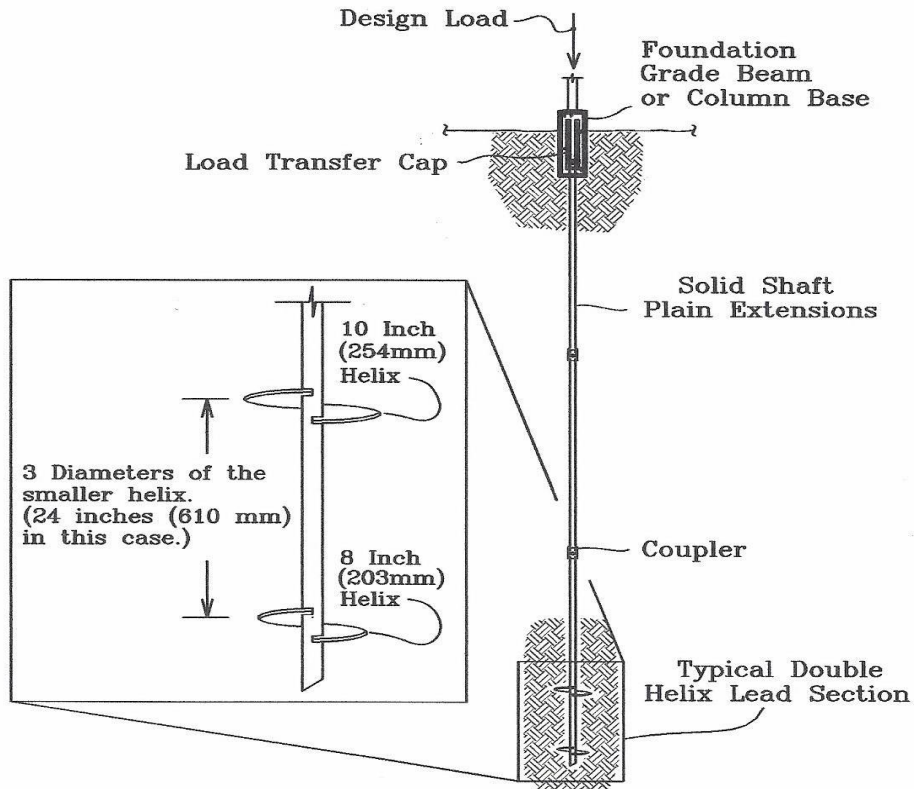 Design Load
Foundation
Grade Beam
or Column Base
Load Transfer Cap
Solid Shaft
Plain Extensions
10 Inch
(254mm)
Helix
3 Diameters of the
smaller helix.
(24 inches (610 mm)
in this case.)
8 Inch
(203mm)
Helix
Coupler
Typical Double
Helix Lead Section